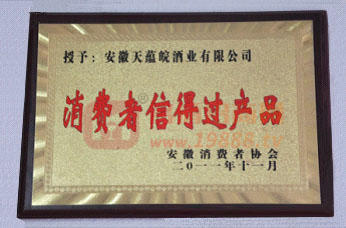 授予：安徽天蕴皖酒业有限公司
消费者信得过产品
安徽消费者协会
二〇一一年十一月